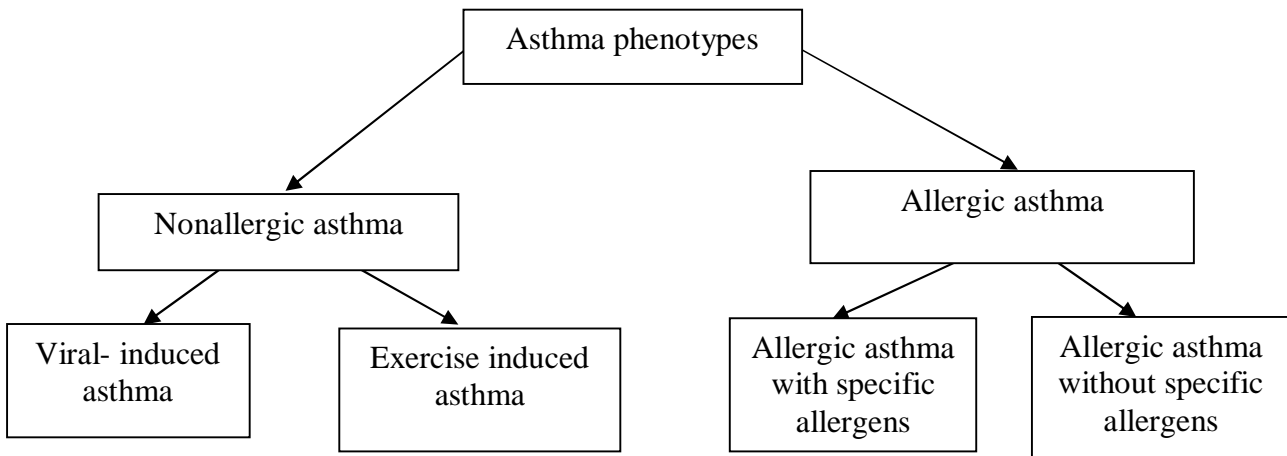 Asthma phenotypes
Nonallergic asthma
Allergic asthma
Viral- induced
asthma
Exercise induced
asthma
Allergic asthma
with specific
allergens
Allergic asthma
without specific
allergens